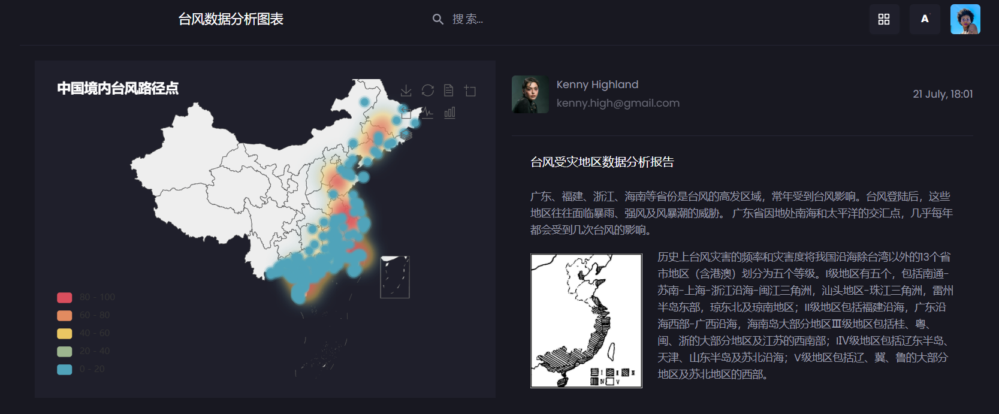 台风数据分析图表
搜索...
A
中国境内台风路径点
80 - 100
60 - 80
40 - 60
20 - 40
0 - 20
Kenny Highland
kenny.high@gmail.com
21 July, 18:01
台风受灾地区数据分析报告
广东、福建、浙江、海南等省份是台风的高发区域，常年受到台风影响。台风登陆后，这些
地区往往面临暴雨、强风及风暴潮的威胁。 广东省因地处南海和太平洋的交汇点，几乎每年
都会受到几次台风的影响。
历史上台风灾害的频率和灾害度将我国沿海除台湾以外的13个省
市地区（含港澳）划分为五个等级。I级地区有五个，包括南通-
苏南-上海-浙江沿海-闽江三角洲，汕头地区-珠江三角洲，雷州
半岛东部，琼东北及琼南地区；II级地区包括福建沿海，广东沿
海西部-广西沿海，海南岛大部分地区Ⅲ级地区包括桂、粤、
闽、浙的大部分地区及江苏的西南部；IIV级地区包括辽东半岛、
天津、山东半岛及苏北沿海；V级地区包括辽、冀、鲁的大部分
地区及苏北地区的西部。
I II III
IV V